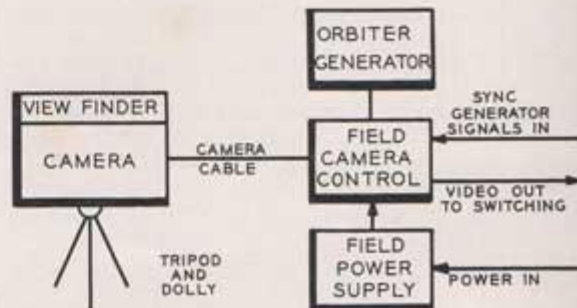 ORBITER
GENERATOR
VIEW FINDER
CAMERA
CAMERA
CABLE
FIELD
CAMERA
CONTROL
SYNC
GENERATOR
SIGNALS IN
VIDEO OUT
TO SWITCHING
TRIPOD
AND
DOLLY
FIELD
POWER
SUPPLY
POWER IN